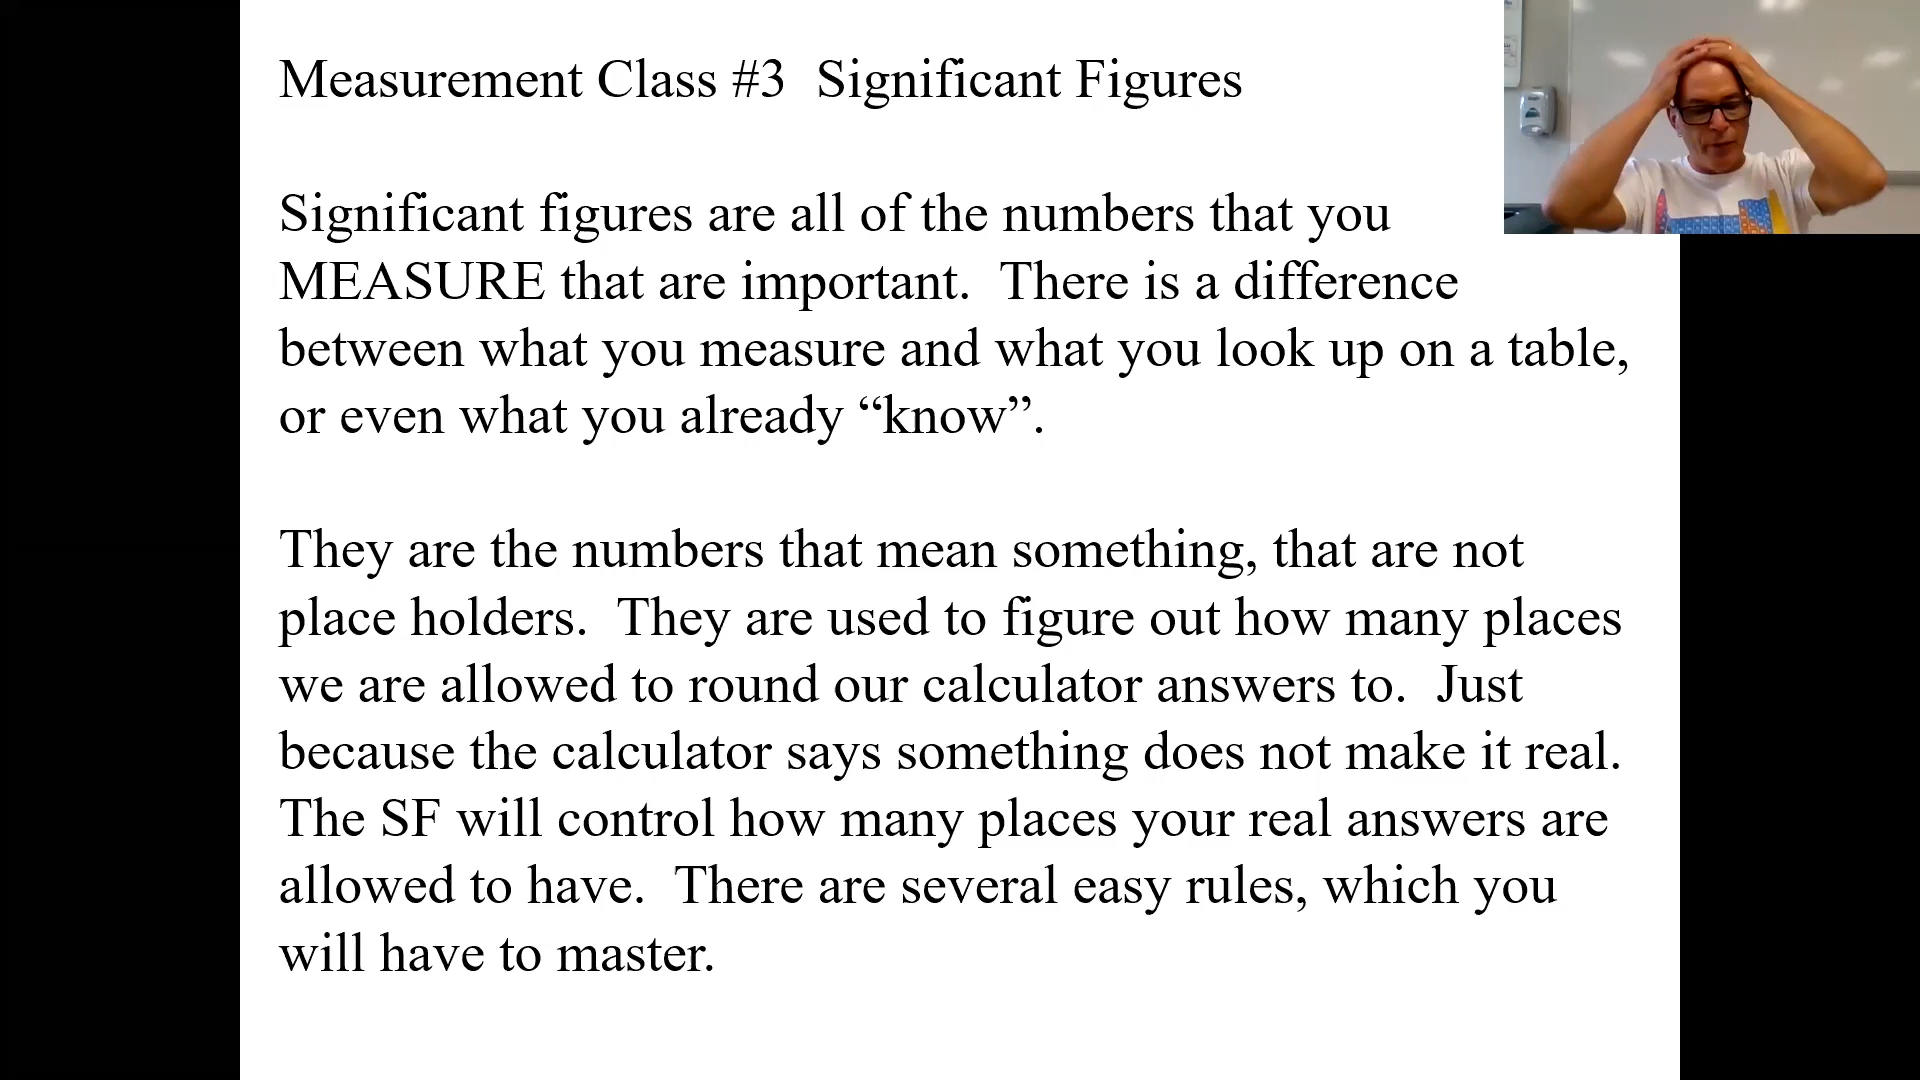 Measurement Class #3  Significant Figures
Significant figures are all of the numbers that you
MEASURE that are important.  There is a difference
between what you measure and what you look up on a table,
or even what you already “know”.
They are the numbers that mean something, that are not
place holders.  They are used to figure out how many places
we are allowed to round our calculator answers to.  Just
because the calculator says something does not make it real.
The SF will control how many places your real answers are
allowed to have.  There are several easy rules, which you
will have to master.